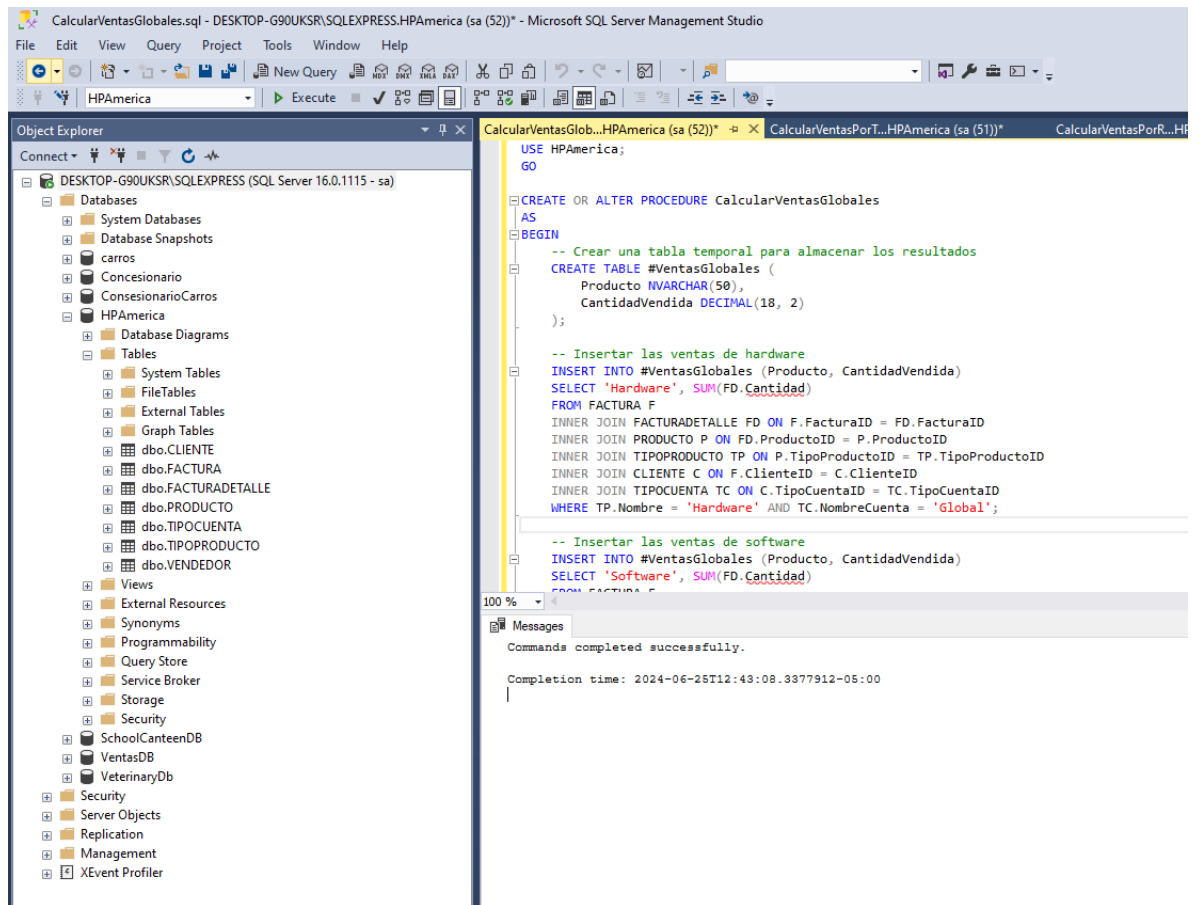 CalcularVentasGlobales.sql - DESKTOP-G90UKSR\SQLEXPRESS.HPAmerica (sa (52))* - Microsoft SQL Server Management Studio
File Edit View Query Project Tools Window Help
New Query MDX DMX XMLA DAX
HPAmerica Execute
Object Explorer
Connect
DESKTOP-G90UKSR\SQLEXPRESS (SQL Server 16.0.1115 - sa)
Databases
System Databases
Database Snapshots
carros
Concesionario
ConsesionarioCarros
HPAmerica
Database Diagrams
Tables
System Tables
FileTables
External Tables
Graph Tables
dbo.CLIENTE
dbo.FACTURA
dbo.FACTURADETALLE
dbo.PRODUCTO
dbo.TIPOCUENTA
dbo.TIPOPRODUCTO
dbo.VENDEDOR
Views
External Resources
Synonyms
Programmability
Query Store
Service Broker
Storage
Security
SchoolCanteenDB
VentasDB
VeterinaryDb
Security
Server Objects
Replication
Management
XEvent Profiler
CalcularVentasGlob...HPAmerica (sa (52))* CalcularVentasPorT...HPAmerica (sa (51))* CalcularVentasPorR...HP
USE HPAmerica;
GO
CREATE OR ALTER PROCEDURE CalcularVentasGlobales
AS
BEGIN
-- Crear una tabla temporal para almacenar los resultados
CREATE TABLE #VentasGlobales (
Producto NVARCHAR(50),
CantidadVendida DECIMAL(18, 2)
);
-- Insertar las ventas de hardware
INSERT INTO #VentasGlobales (Producto, CantidadVendida)
SELECT 'Hardware', SUM(FD.Cantidad)
FROM FACTURA F
INNER JOIN FACTURADETALLE FD ON F.FacturaID = FD.FacturaID
INNER JOIN PRODUCTO P ON FD.ProductoID = P.ProductoID
INNER JOIN TIPOPRODUCTO TP ON P.TipoProductoID = TP.TipoProductoID
INNER JOIN CLIENTE C ON F.ClienteID = C.ClienteID
INNER JOIN TIPOCUENTA TC ON C.TipoCuentaID = TC.TipoCuentaID
WHERE TP.Nombre = 'Hardware' AND TC.NombreCuenta = 'Global';
-- Insertar las ventas de software
INSERT INTO #VentasGlobales (Producto, CantidadVendida)
SELECT 'Software', SUM(FD.Cantidad)
FROM FACTURA F
100 %
Messages
Commands completed successfully.
Completion time: 2024-06-25T12:43:08.3377912-05:00